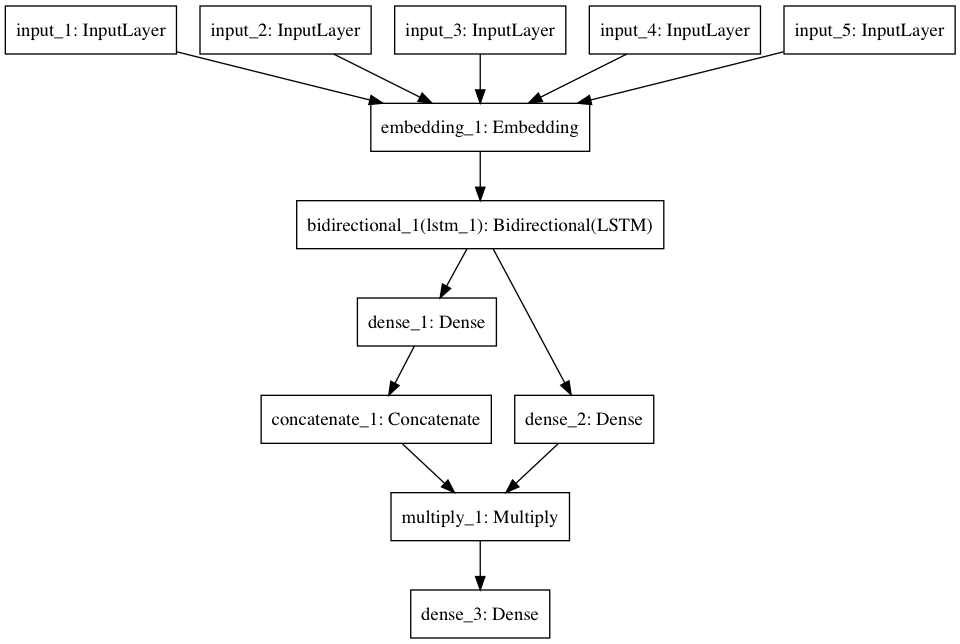 input_1: InputLayer
input_2: InputLayer
input_3: InputLayer
input_4: InputLayer
input_5: InputLayer
embedding_1: Embedding
bidirectional_1(lstm_1): Bidirectional(LSTM)
dense_1: Dense
concatenate_1: Concatenate
dense_2: Dense
multiply_1: Multiply
dense_3: Dense